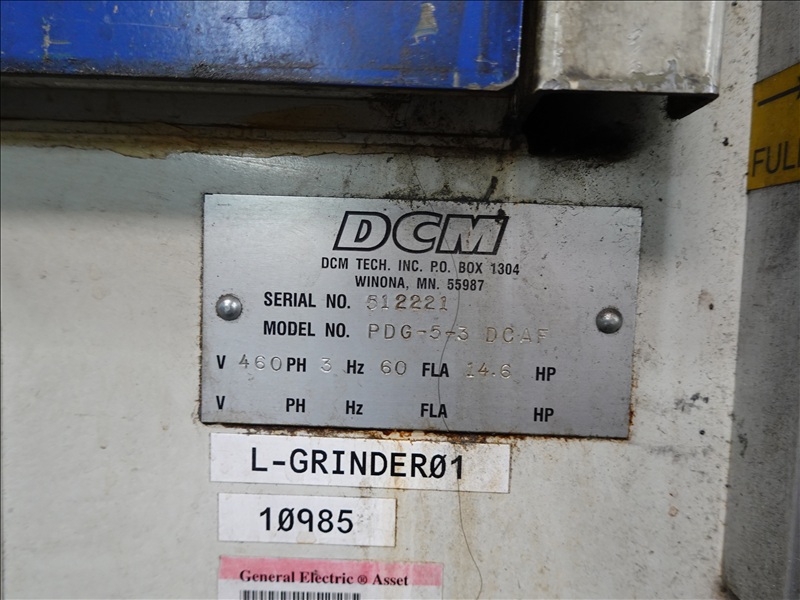 DCM
DCM TECH. INC. P.O. BOX 1304
WINONA, MN. 55987
SERIAL NO. 512221
MODEL NO. PDG-5-3 DCAF
V 460 PH 3 Hz 60 FLA 14.6 HP
V PH Hz FLA HP
FULL
L-GRINDER01
10985
General Electric ® Asset